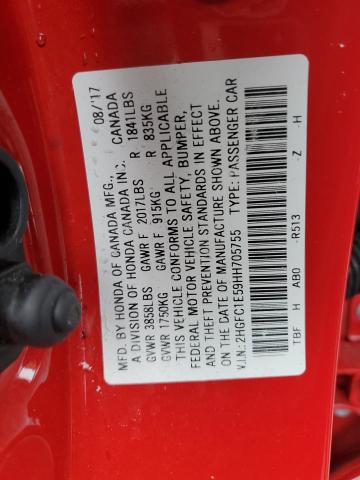 MFD. BY HONDA OF CANADA MFG., 08/'17
A DIVISION OF HONDA CANADA INC. CANADA
GVWR 3858LBS GAWR F 2017LBS R 1841LBS
GVWR 1750KG GAWR F 915KG R 835KG
THIS VEHICLE CONFORMS TO ALL APPLICABLE
FEDERAL MOTOR VEHICLE SAFETY, BUMPER,
AND THEFT PREVENTION STANDARDS IN EFFECT
ON THE DATE OF MANUFACTURE SHOWN ABOVE.
V.I.N.: 2HGFC1E59HH705755 TYPE: PASSENGER CAR
TBF H AB0 -R513 -Z -H